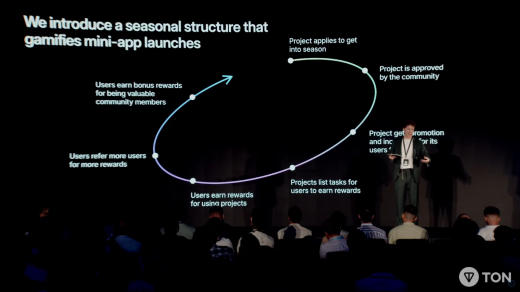 We introduce a seasonal structure that
gamifies mini-app launches
Project applies to get
into season
Project is approved
by the community
Project get promotion
and inc for its
users
Projects list tasks for
users to earn rewards
Users earn rewards
for using projects
Users refer more users
for more rewards
Users earn bonus rewards
for being valuable
community members
TON